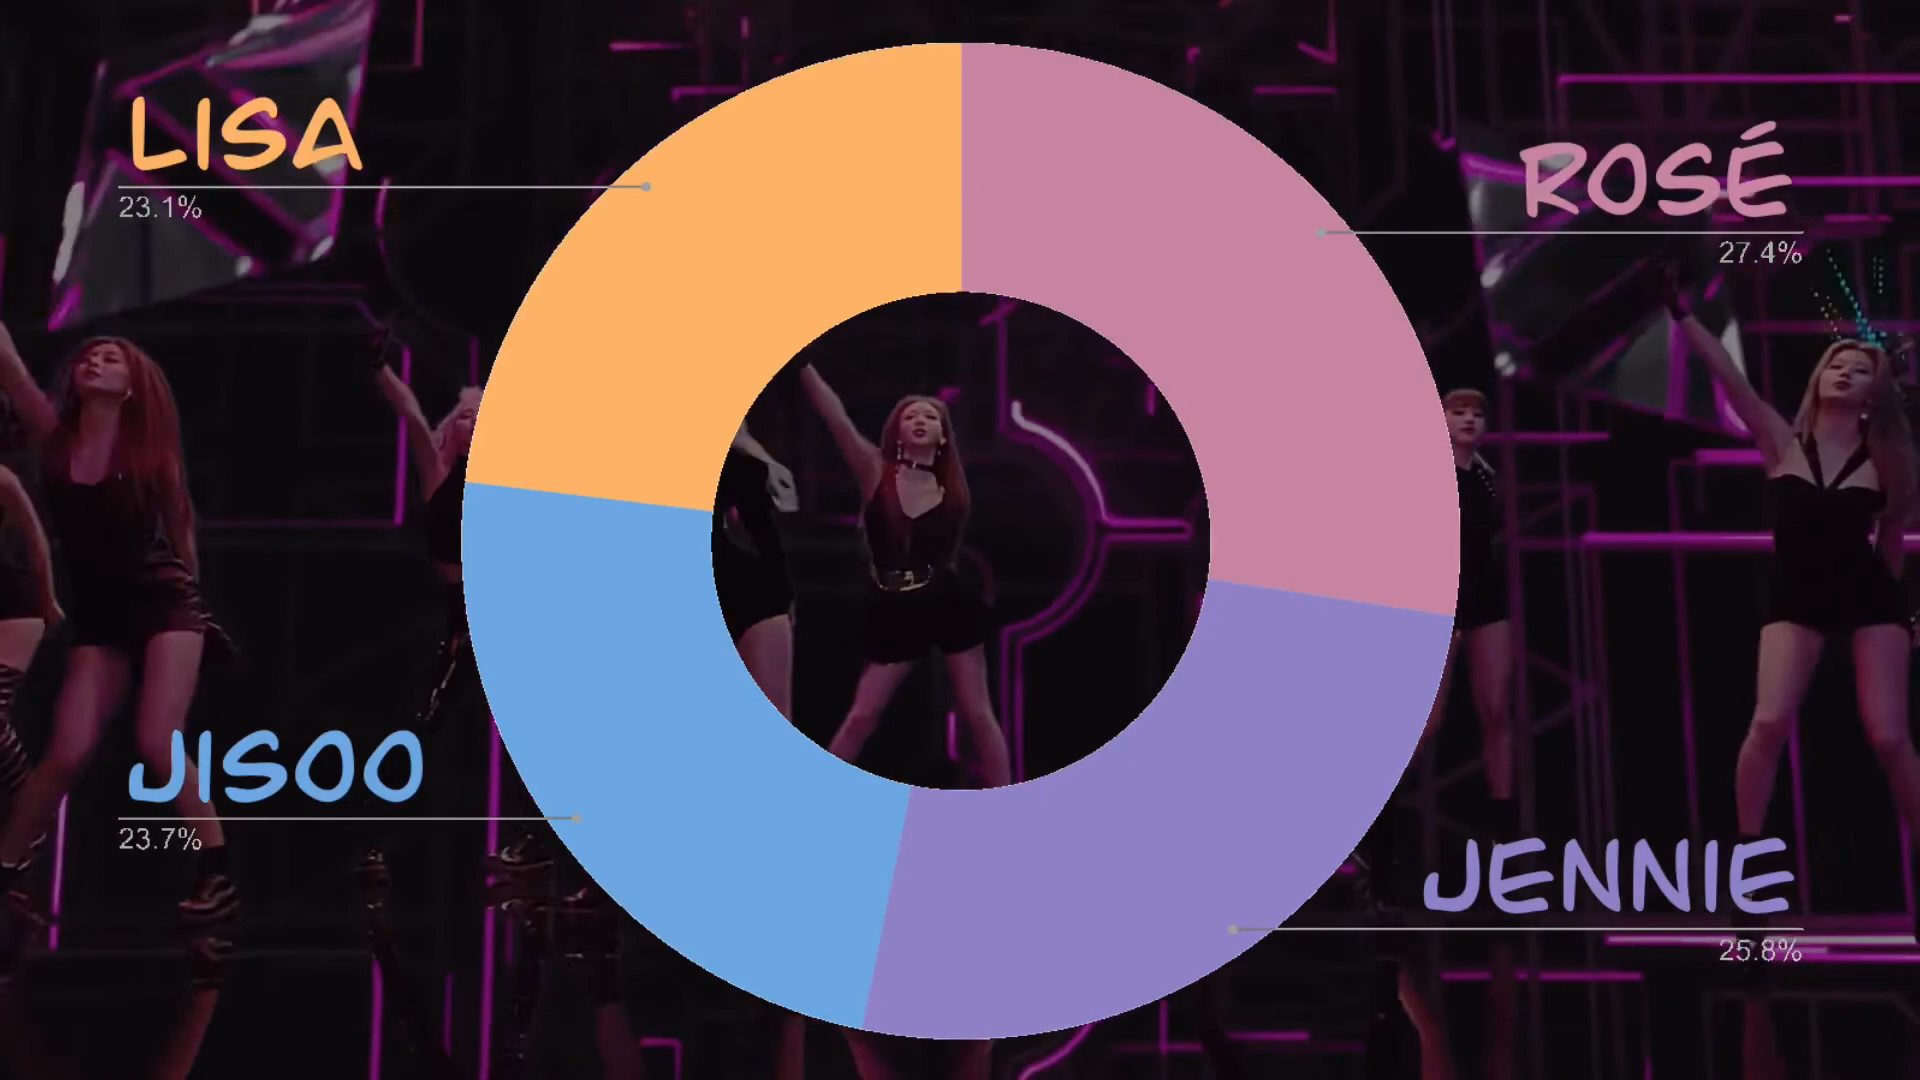 LISA
23.1%
ROSÉ
27.4%
JISOO
23.7%
JENNIE
25.8%